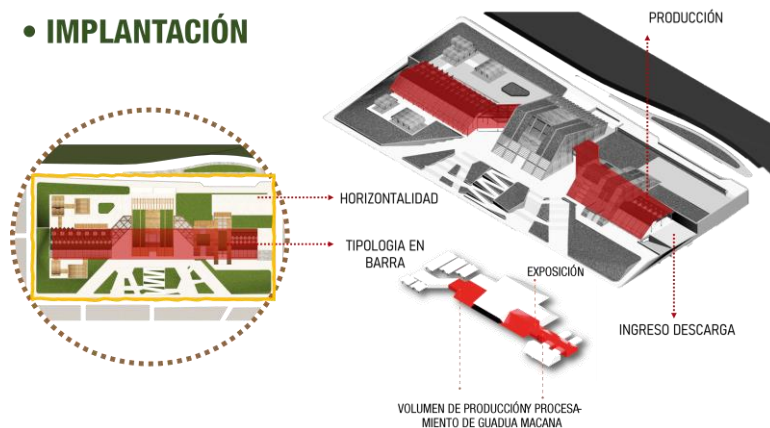 • IMPLANTACIÓN
PRODUCCIÓN
HORIZONTALIDAD
TIPOLOGIA EN
BARRA
EXPOSICIÓN
INGRESO DESCARGA
VOLUMEN DE PRODUCCIÓNY PROCESA-
MIENTO DE GUADUA MACANA